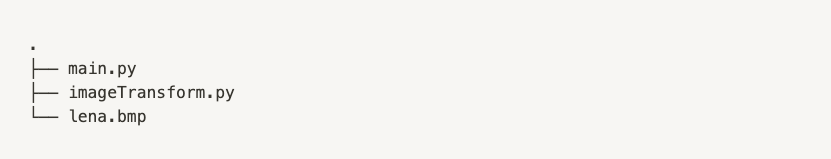 .
├── main.py
├── imageTransform.py
└── lena.bmp